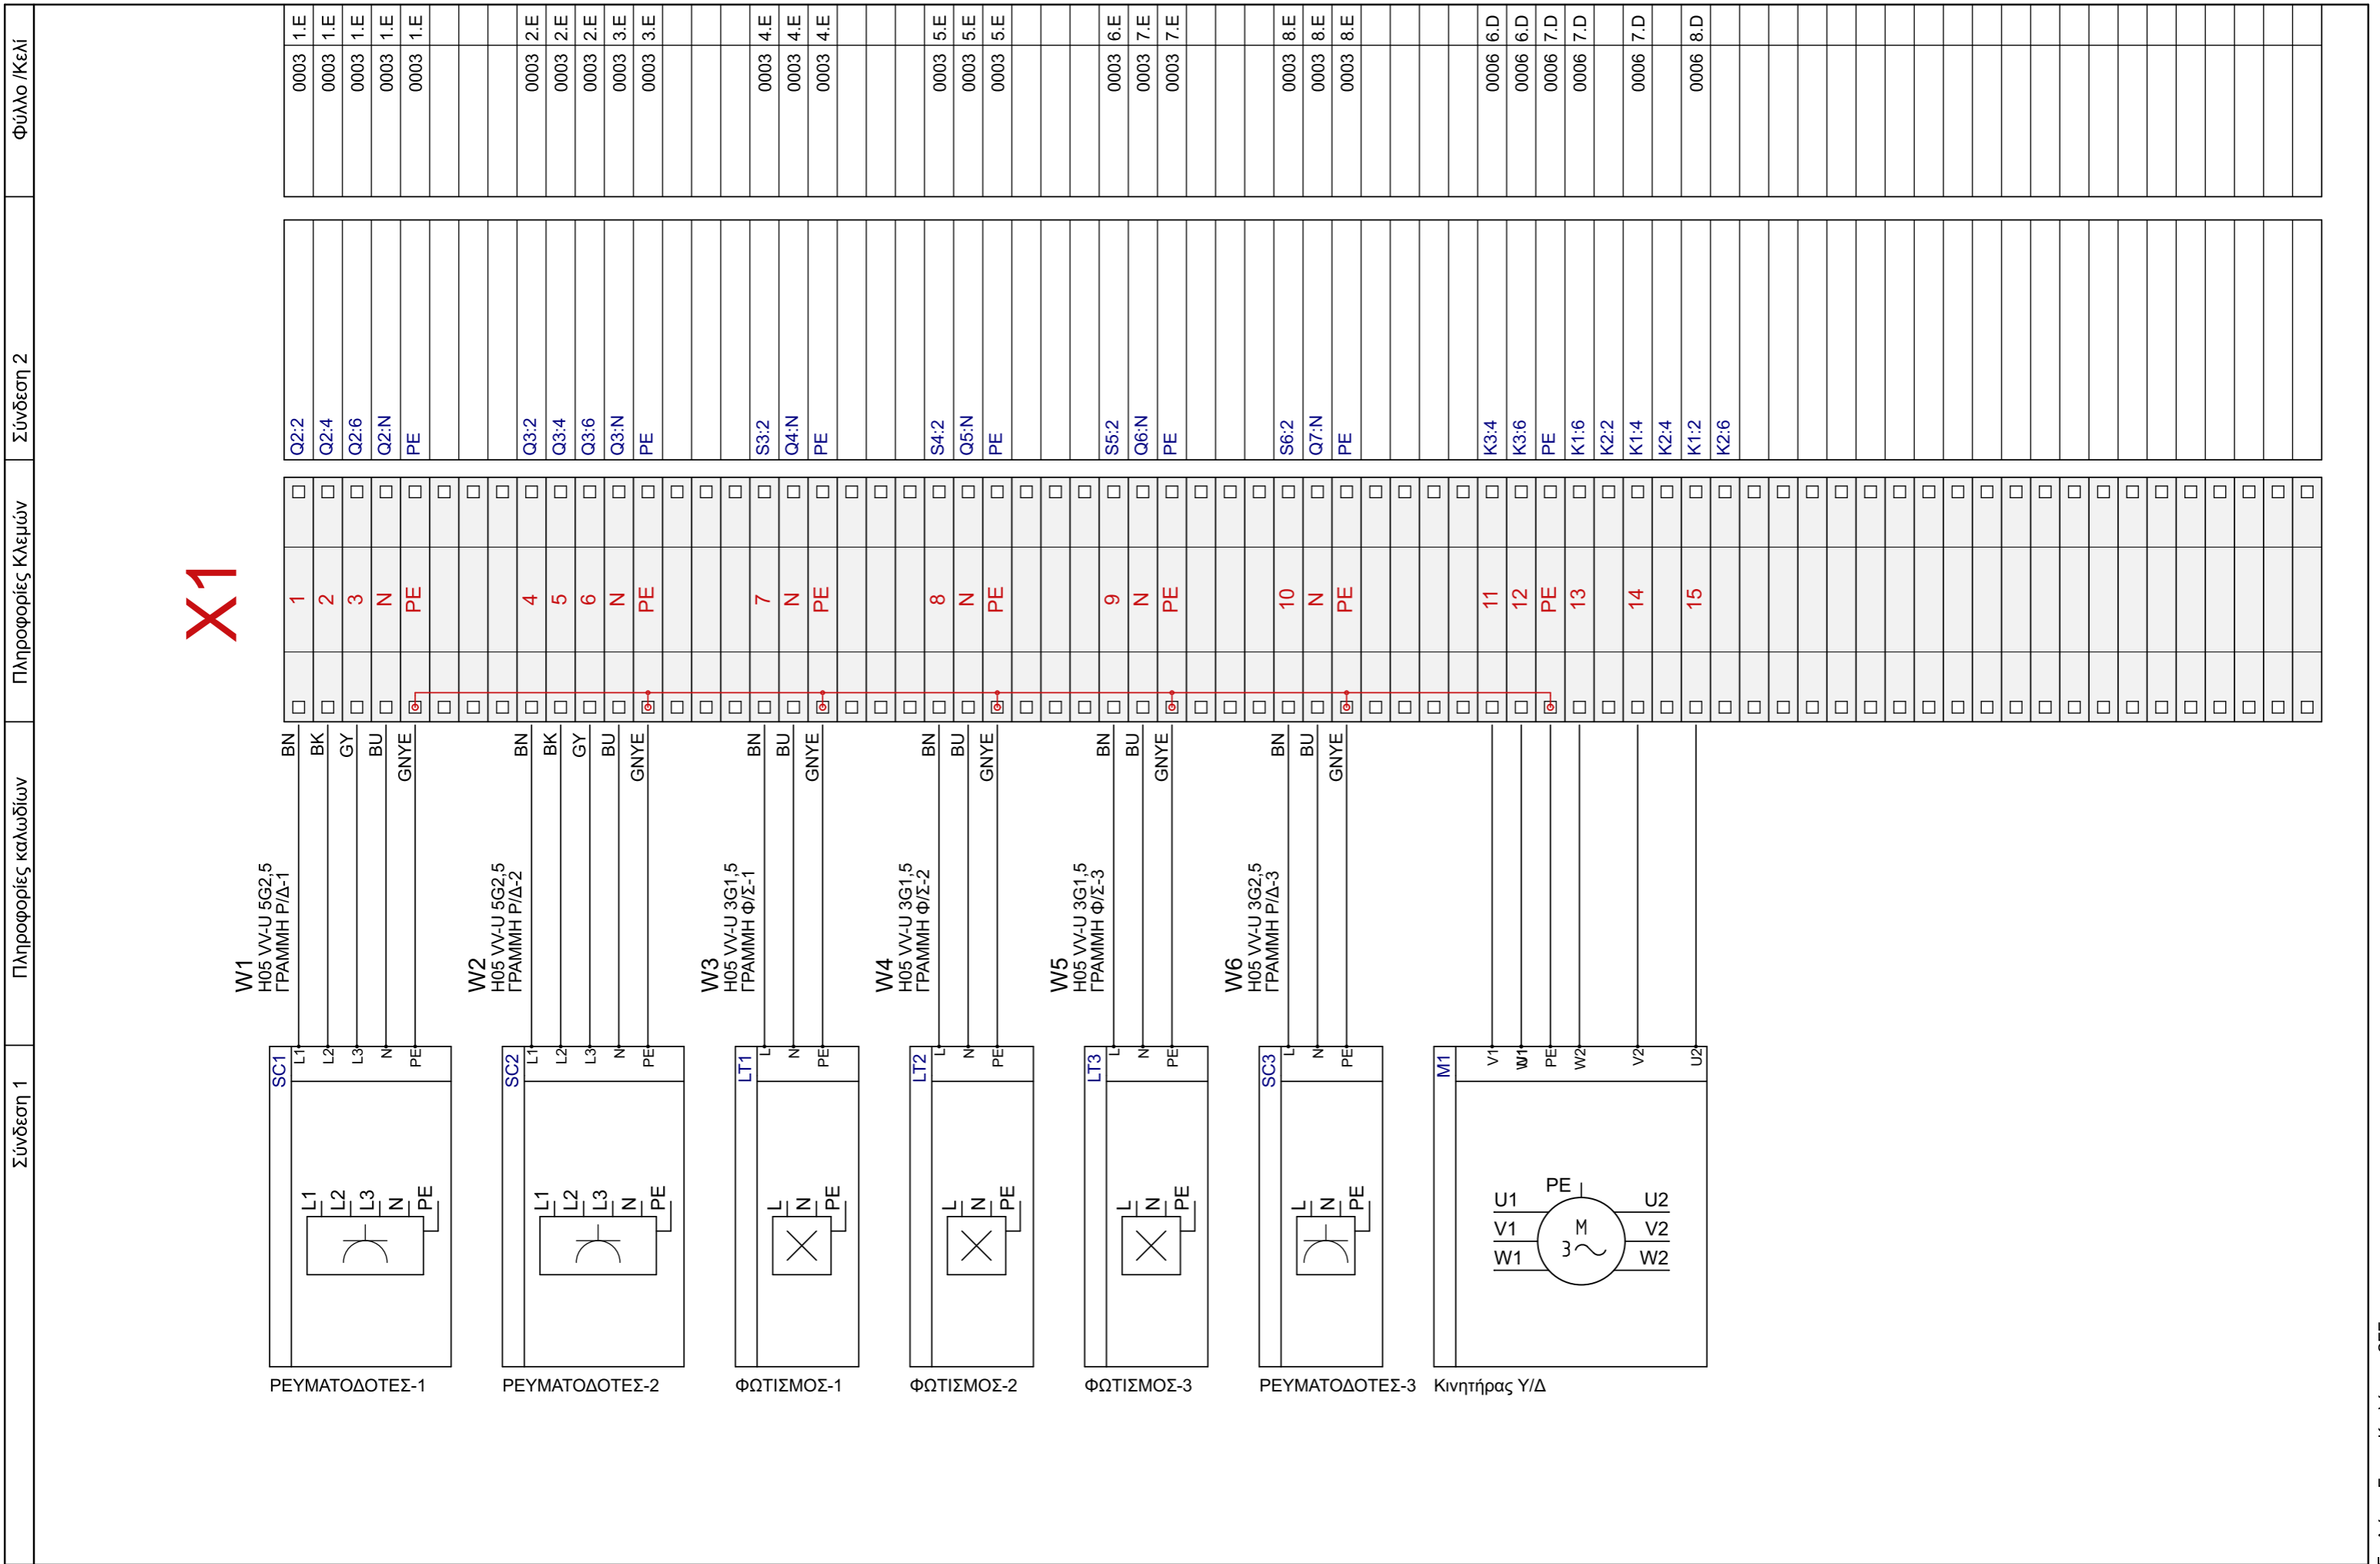 Φύλλο /Κελί
0003 1.E
0003 1.E
0003 1.E
0003 1.E
0003 1.E
0003 2.E
0003 2.E
0003 2.E
0003 3.E
0003 3.E
0003 4.E
0003 4.E
0003 4.E
0003 5.E
0003 5.E
0003 5.E
0003 6.E
0003 7.E
0003 7.E
0003 8.E
0003 8.E
0003 8.E
0006 6.D
0006 6.D
0006 7.D
0006 7.D
0006 7.D
0006 8.D
Σύνδεση 2
Q2:2
Q2:4
Q2:6
Q2:N
PE
Q3:2
Q3:4
Q3:6
Q3:N
PE
S3:2
Q4:N
PE
S4:2
Q5:N
PE
S5:2
Q6:N
PE
S6:2
Q7:N
PE
K3:4
K3:6
PE
K1:6
K2:2
K1:4
K2:4
K1:2
K2:6
Πληροφορίες Κλεμών
X1
1
2
3
N
PE
4
5
6
N
PE
7
N
PE
8
N
PE
9
N
PE
10
N
PE
11
12
PE
13
14
15
Πληροφορίες καλωδίων
BN
BK
GY
BU
GNYE
BN
BK
GY
BU
GNYE
BN
BU
GNYE
BN
BU
GNYE
BN
BU
GNYE
BN
BU
GNYE
W1
H05 VV-U 5G2,5
ΓΡΑΜΜΗ Ρ/Δ-1
W2
H05 VV-U 5G2,5
ΓΡΑΜΜΗ Ρ/Δ-2
W3
H05 VV-U 3G1,5
ΓΡΑΜΜΗ Φ/Σ-1
W4
H05 VV-U 3G1,5
ΓΡΑΜΜΗ Φ/Σ-2
W5
H05 VV-U 3G1,5
ΓΡΑΜΜΗ Φ/Σ-3
W6
H05 VV-U 3G2,5
ΓΡΑΜΜΗ Ρ/Δ-3
Σύνδεση 1
SC1
L1
L2
L3
N
PE
L1
L2
L3
N
PE
ΡΕΥΜΑΤΟΔΟΤΕΣ-1
SC2
L1
L2
L3
N
PE
L1
L2
L3
N
PE
ΡΕΥΜΑΤΟΔΟΤΕΣ-2
LT1
L
N
PE
L
N
PE
ΦΩΤΙΣΜΟΣ-1
LT2
L
N
PE
L
N
PE
ΦΩΤΙΣΜΟΣ-2
LT3
L
N
PE
L
N
PE
ΦΩΤΙΣΜΟΣ-3
SC3
L
N
PE
L
N
PE
ΡΕΥΜΑΤΟΔΟΤΕΣ-3
M1
V1
PE
W2
V2
U2
PE
U1
V1
W1
M
3
U2
V2
W2
Κινητήρας Υ/Δ